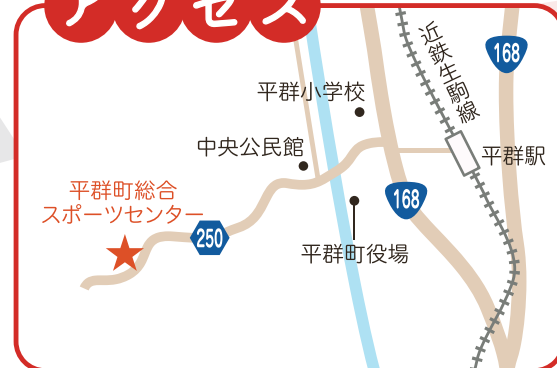 アクセス
近鉄生駒線
168
平群小学校
中央公民館
平群駅
平群町総合
スポーツセンター
168
250
平群町役場